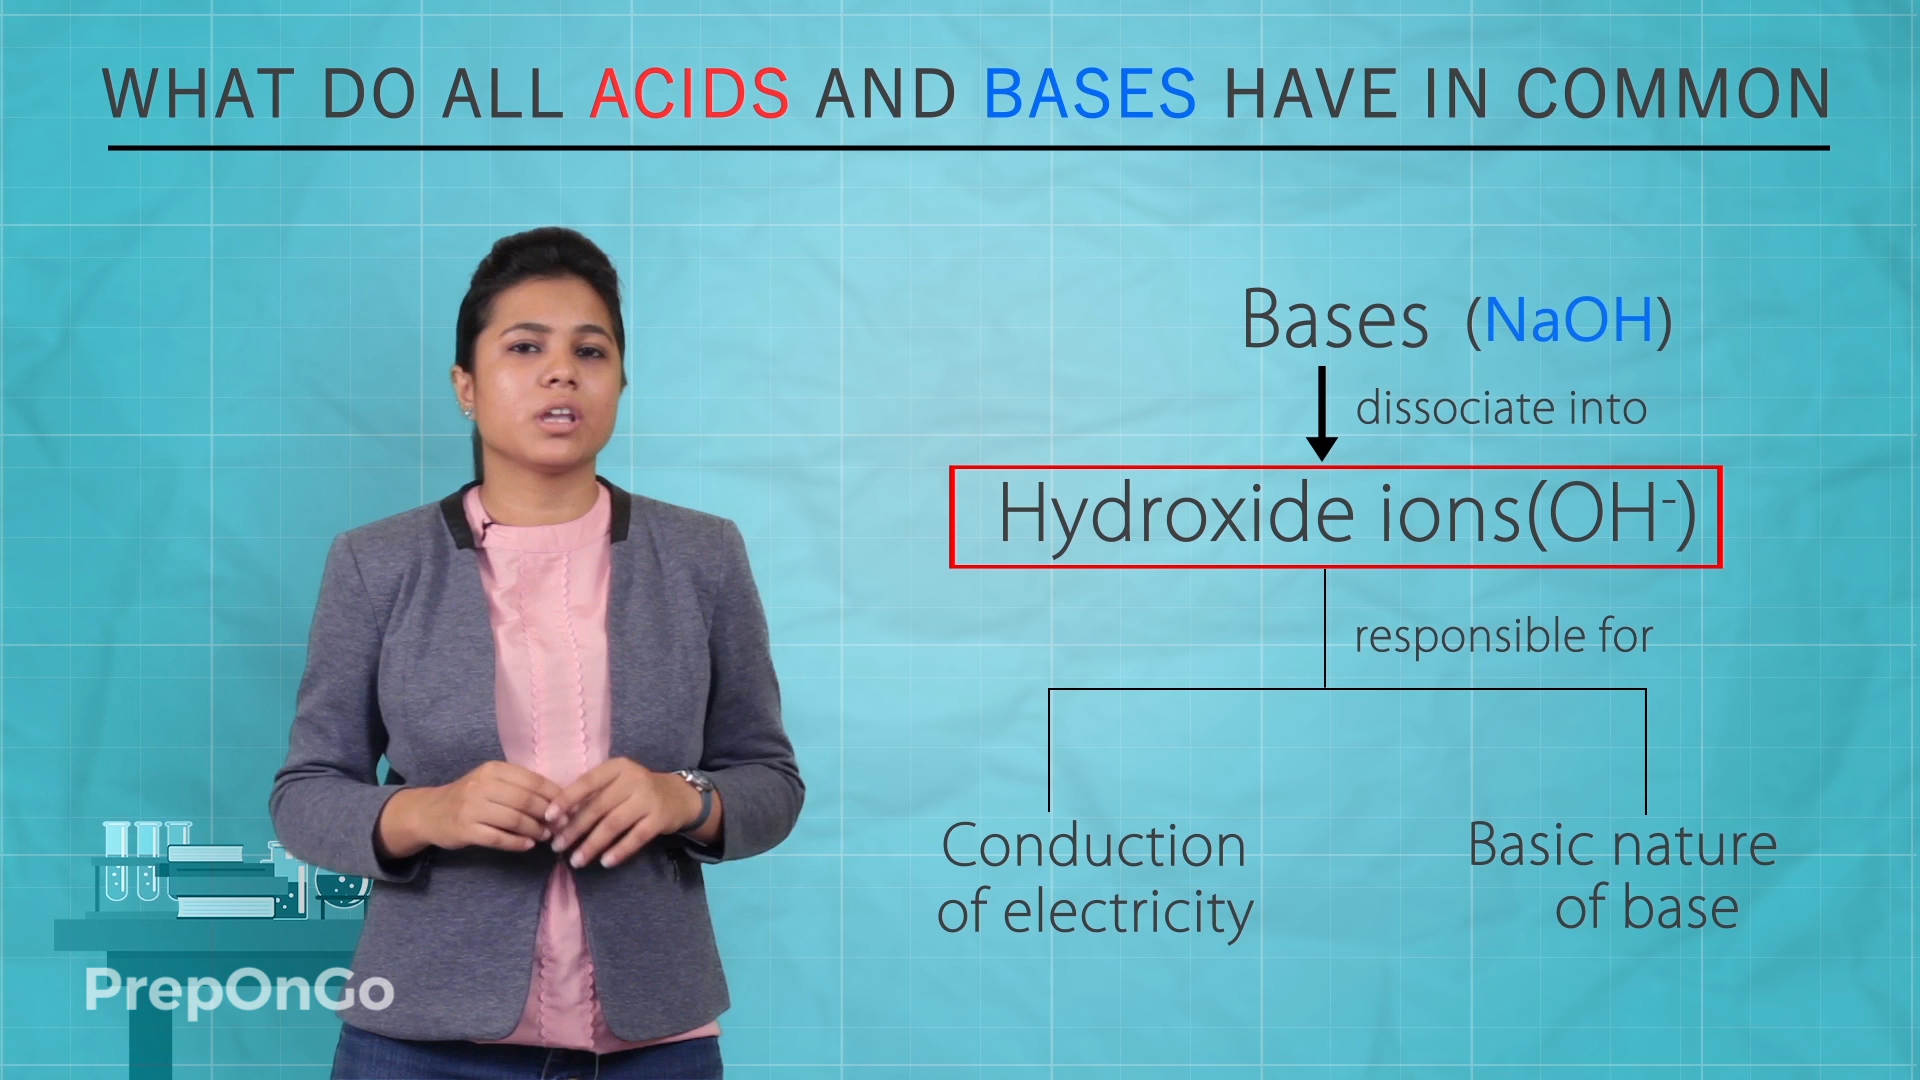 WHAT DO ALL ACIDS AND BASES HAVE IN COMMON
Bases (NaOH)
dissociate into
Hydroxide ions(OH⁻)
responsible for
Conduction
of electricity
Basic nature
of base
PrepOnGo